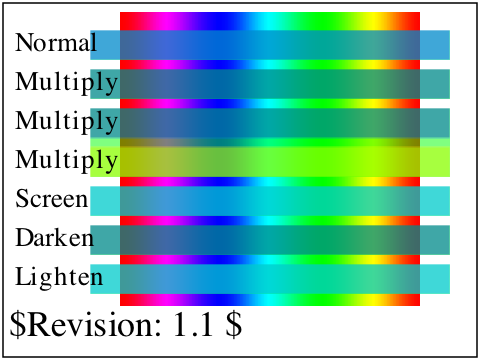 Normal
Multiply
Multiply
Multiply
Screen
Darken
Lighten
$Revision: 1.1 $